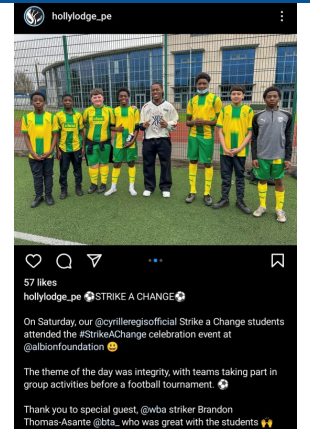 hollylodge_pe
57 likes
hollylodge_pe ⚽STRIKE A CHANGE⚽
On Saturday, our @cyrilleregisofficial Strike a Change students
attended the #StrikeAChange celebration event at
@albionfoundation 😃
The theme of the day was integrity, with teams taking part in
group activities before a football tournament. ⚽
Thank you to special guest, @wba striker Brandon
Thomas-Asante @bta_ who was great with the students 🙌